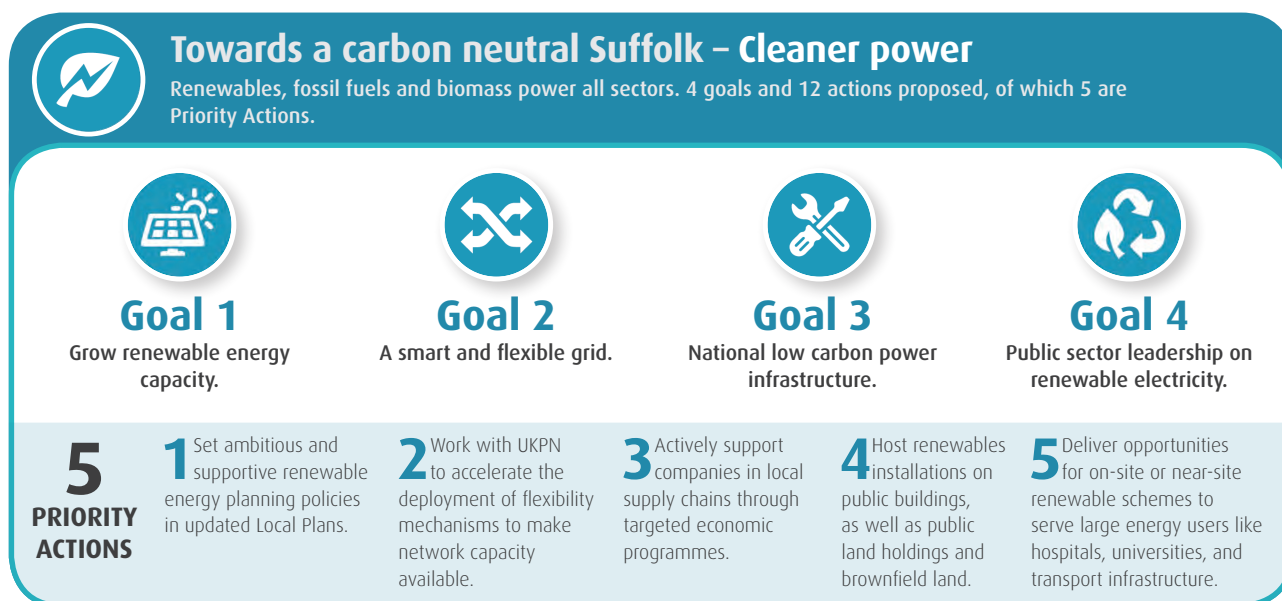 Towards a carbon neutral Suffolk – Cleaner power
Renewables, fossil fuels and biomass power all sectors. 4 goals and 12 actions proposed, of which 5 are
Priority Actions.
Goal 1
Grow renewable energy
capacity.
Goal 2
A smart and flexible grid.
Goal 3
National low carbon power
infrastructure.
Goal 4
Public sector leadership on
renewable electricity.
5
PRIORITY
ACTIONS
1 Set ambitious and
supportive renewable
energy planning policies
in updated Local Plans.
2 Work with UKPN
to accelerate the
deployment of flexibility
mechanisms to make
network capacity
available.
3 Actively support
companies in local
supply chains through
targeted economic
programmes.
4 Host renewables
installations on
public buildings,
as well as public
land holdings and
brownfield land.
5 Deliver opportunities
for on-site or near-site
renewable schemes to
serve large energy users like
hospitals, universities, and
transport infrastructure.